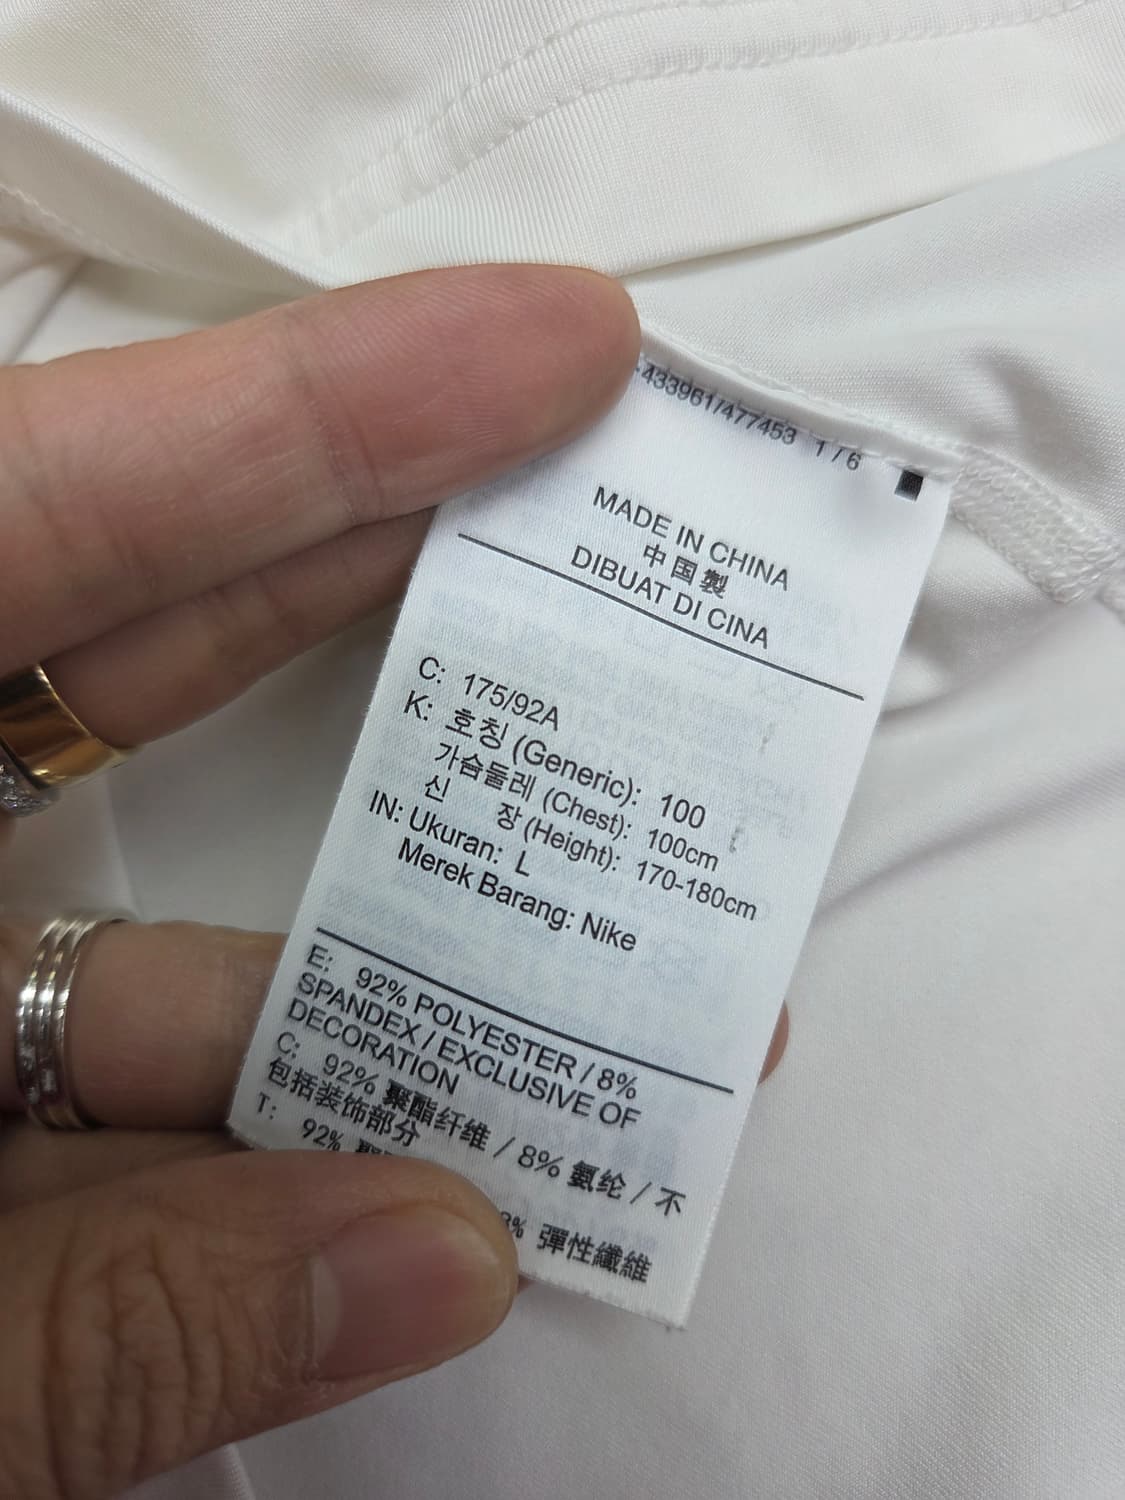 -433961/477453 1/6
MADE IN CHINA
中国製
DIBUAT DI CINA
C: 175/92A
K: 호칭 (Generic): 100
가슴둘레 (Chest): 100cm
신 장 (Height): 170-180cm
IN: Ukuran: L
Merek Barang: Nike
E: 92% POLYESTER / 8%
SPANDEX / EXCLUSIVE OF
DECORATION
C: 92% 聚酯纤维 / 8% 氨纶 / 不
包括装饰部分
T: 92%
8% 彈性纖維